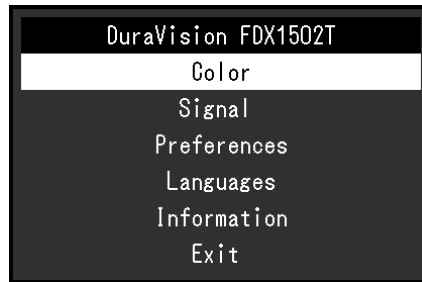 DuraVision FDX1502T
Color
Signal
Preferences
Languages
Information
Exit